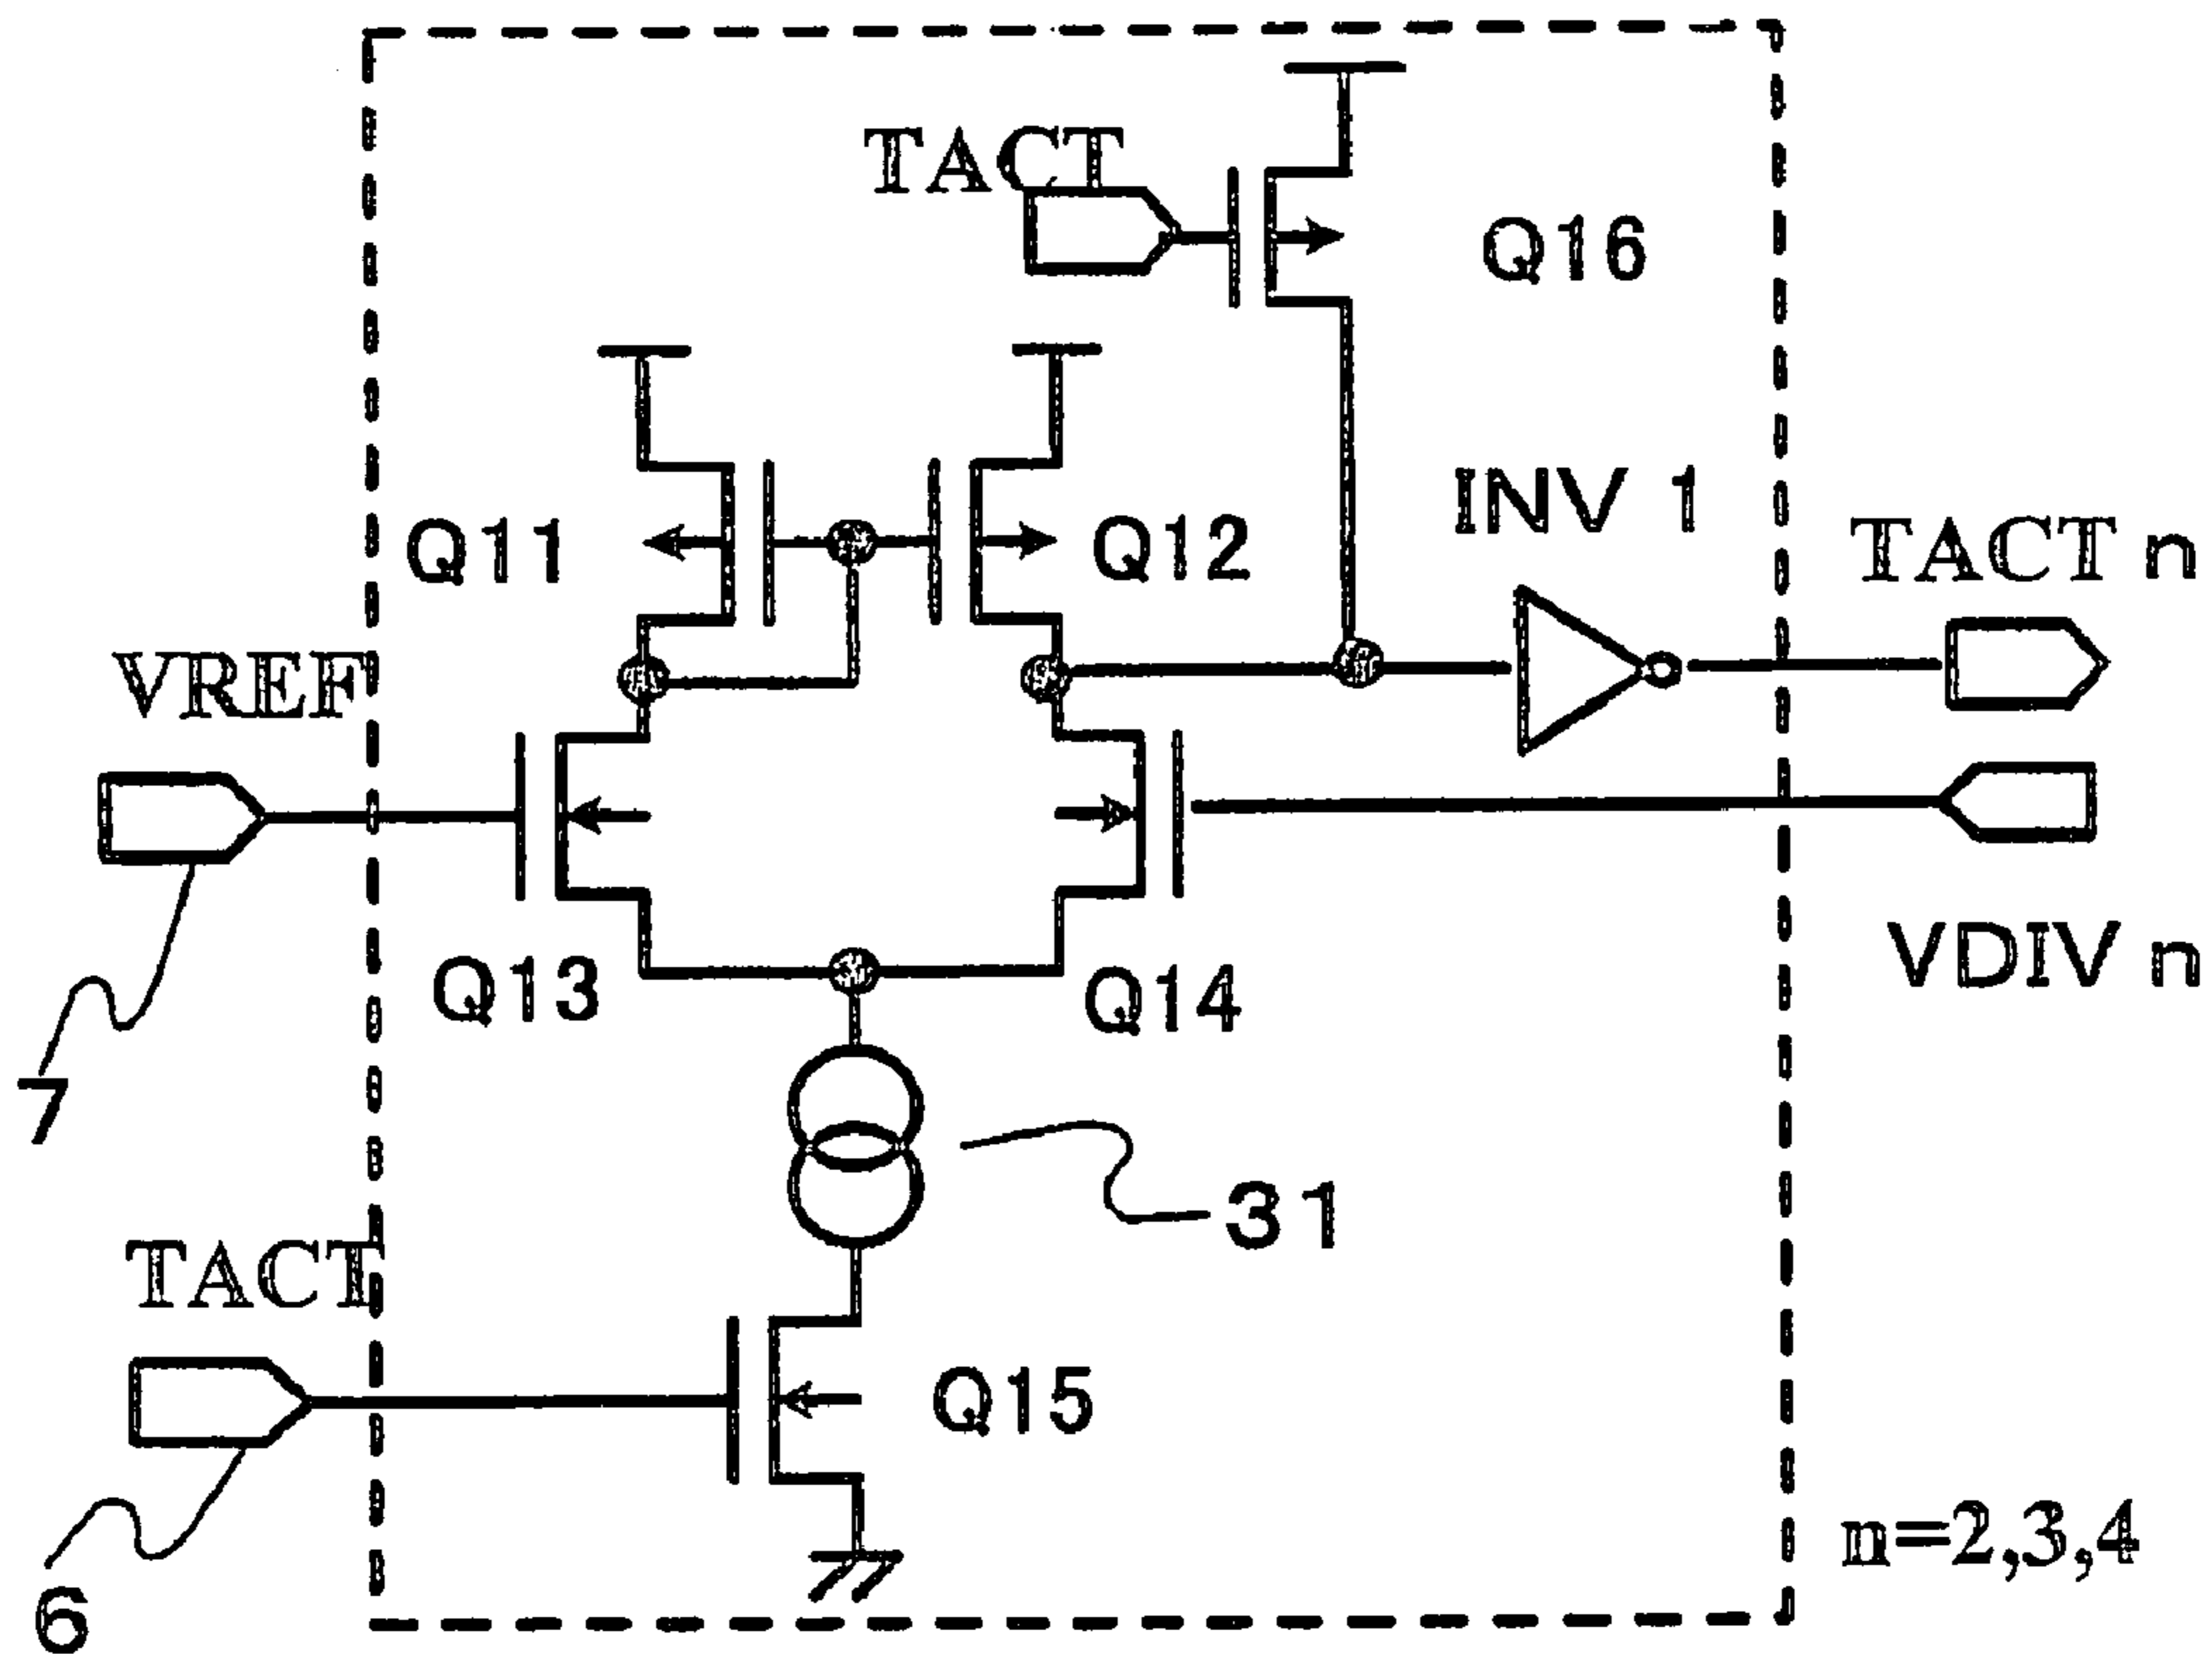 TACT
Q16
INV 1
Q11
Q12
TACT n
VREF
VDIV n
Q13
Q14
7
31
TACT
Q15
n=2,3,4
6